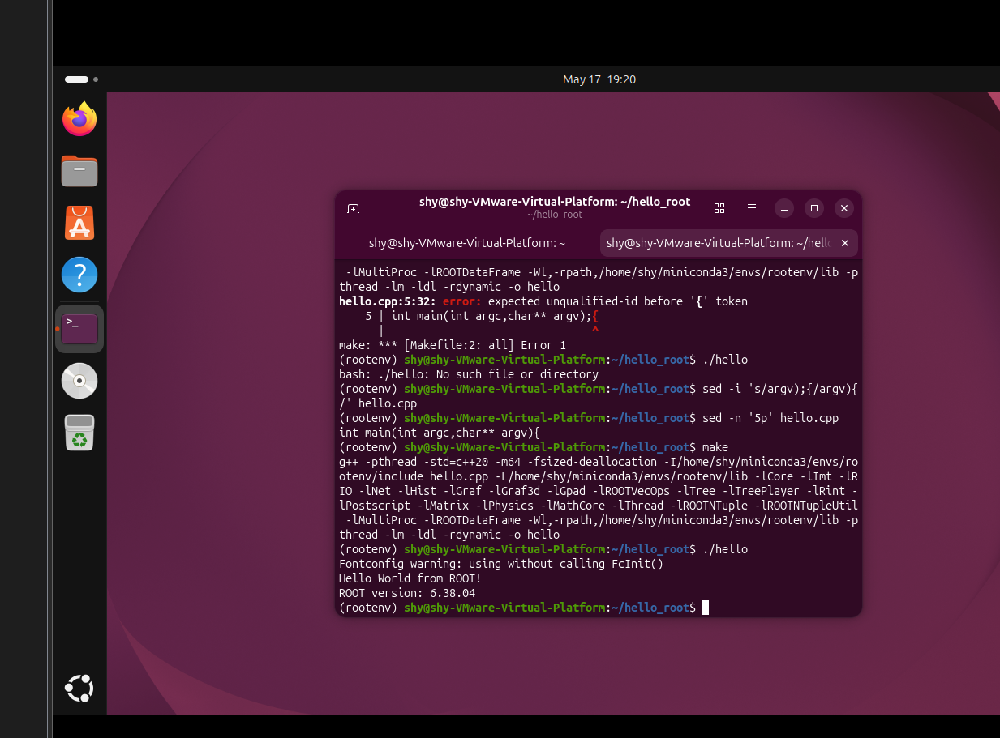 May 17 19:20
shy@shy-VMware-Virtual-Platform: ~/hello_root
~/hello_root
shy@shy-VMware-Virtual-Platform: ~
shy@shy-VMware-Virtual-Platform: ~/hell
-lMultiProc -lROOTDataFrame -Wl,-rpath,/home/shy/miniconda3/envs/rootenv/lib -p
thread -lm -ldl -rdynamic -o hello
hello.cpp:5:32: error: expected unqualified-id before '{' token
5 | int main(int argc,char** argv);{
| ^
make: *** [Makefile:2: all] Error 1
(rootenv) shy@shy-VMware-Virtual-Platform:~/hello_root$ ./hello
bash: ./hello: No such file or directory
(rootenv) shy@shy-VMware-Virtual-Platform:~/hello_root$ sed -i 's/argv);{/argv){
/' hello.cpp
(rootenv) shy@shy-VMware-Virtual-Platform:~/hello_root$ sed -n '5p' hello.cpp
int main(int argc,char** argv){
(rootenv) shy@shy-VMware-Virtual-Platform:~/hello_root$ make
g++ -pthread -std=c++20 -m64 -fsized-deallocation -I/home/shy/miniconda3/envs/ro
otenv/include hello.cpp -L/home/shy/miniconda3/envs/rootenv/lib -lCore -lImt -lR
IO -lNet -lHist -lGraf -lGraf3d -lGpad -lROOTVecOps -lTree -lTreePlayer -lRint -
lPostscript -lMatrix -lPhysics -lMathCore -lThread -lROOTNTuple -lROOTNTupleUtil
-lMultiProc -lROOTDataFrame -Wl,-rpath,/home/shy/miniconda3/envs/rootenv/lib -p
thread -lm -ldl -rdynamic -o hello
(rootenv) shy@shy-VMware-Virtual-Platform:~/hello_root$ ./hello
Fontconfig warning: using without calling FcInit()
Hello World from ROOT!
ROOT version: 6.38.04
(rootenv) shy@shy-VMware-Virtual-Platform:~/hello_root$